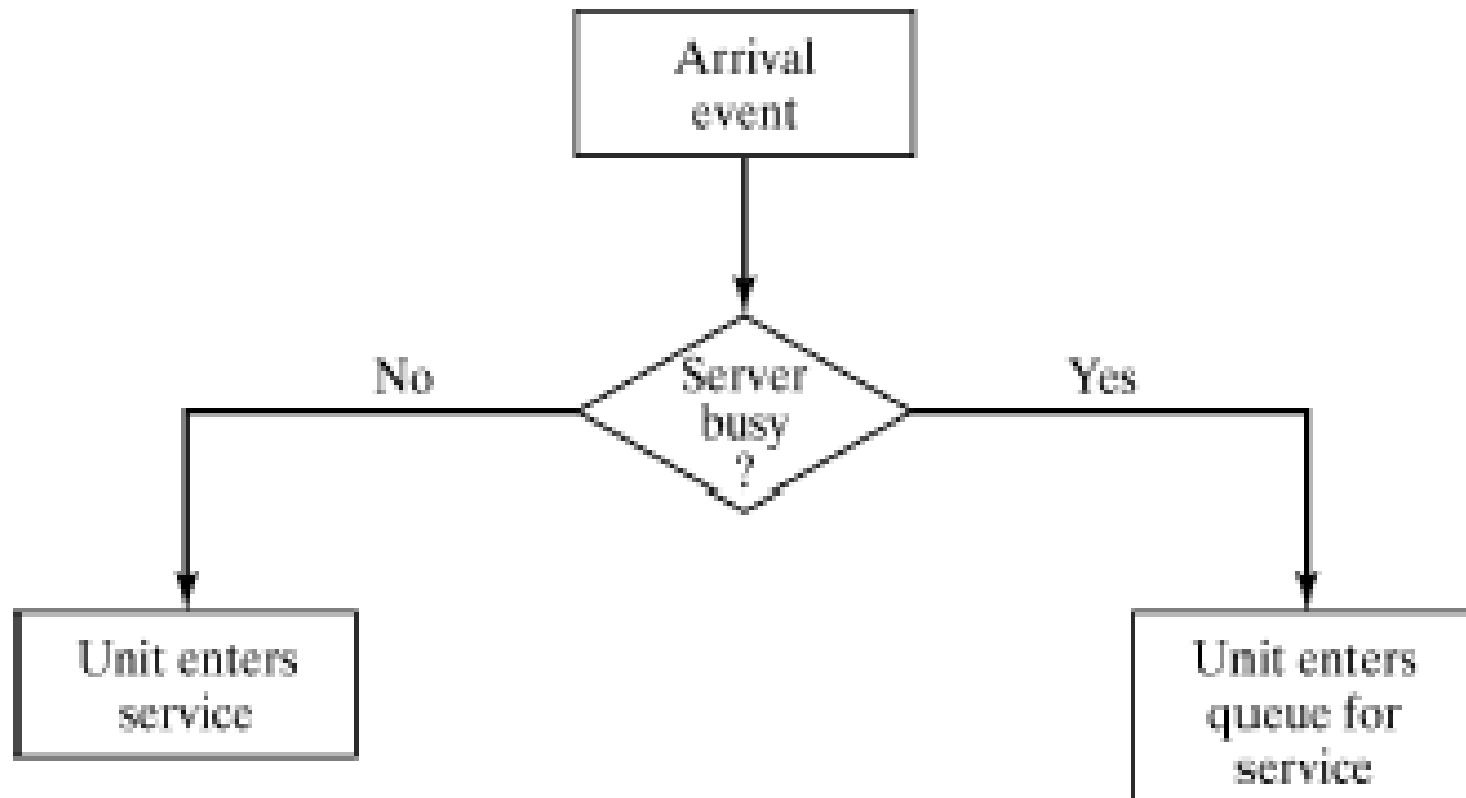 Arrival
event
No
Server
busy
?
Yes
Unit enters
service
Unit enters
queue for
service